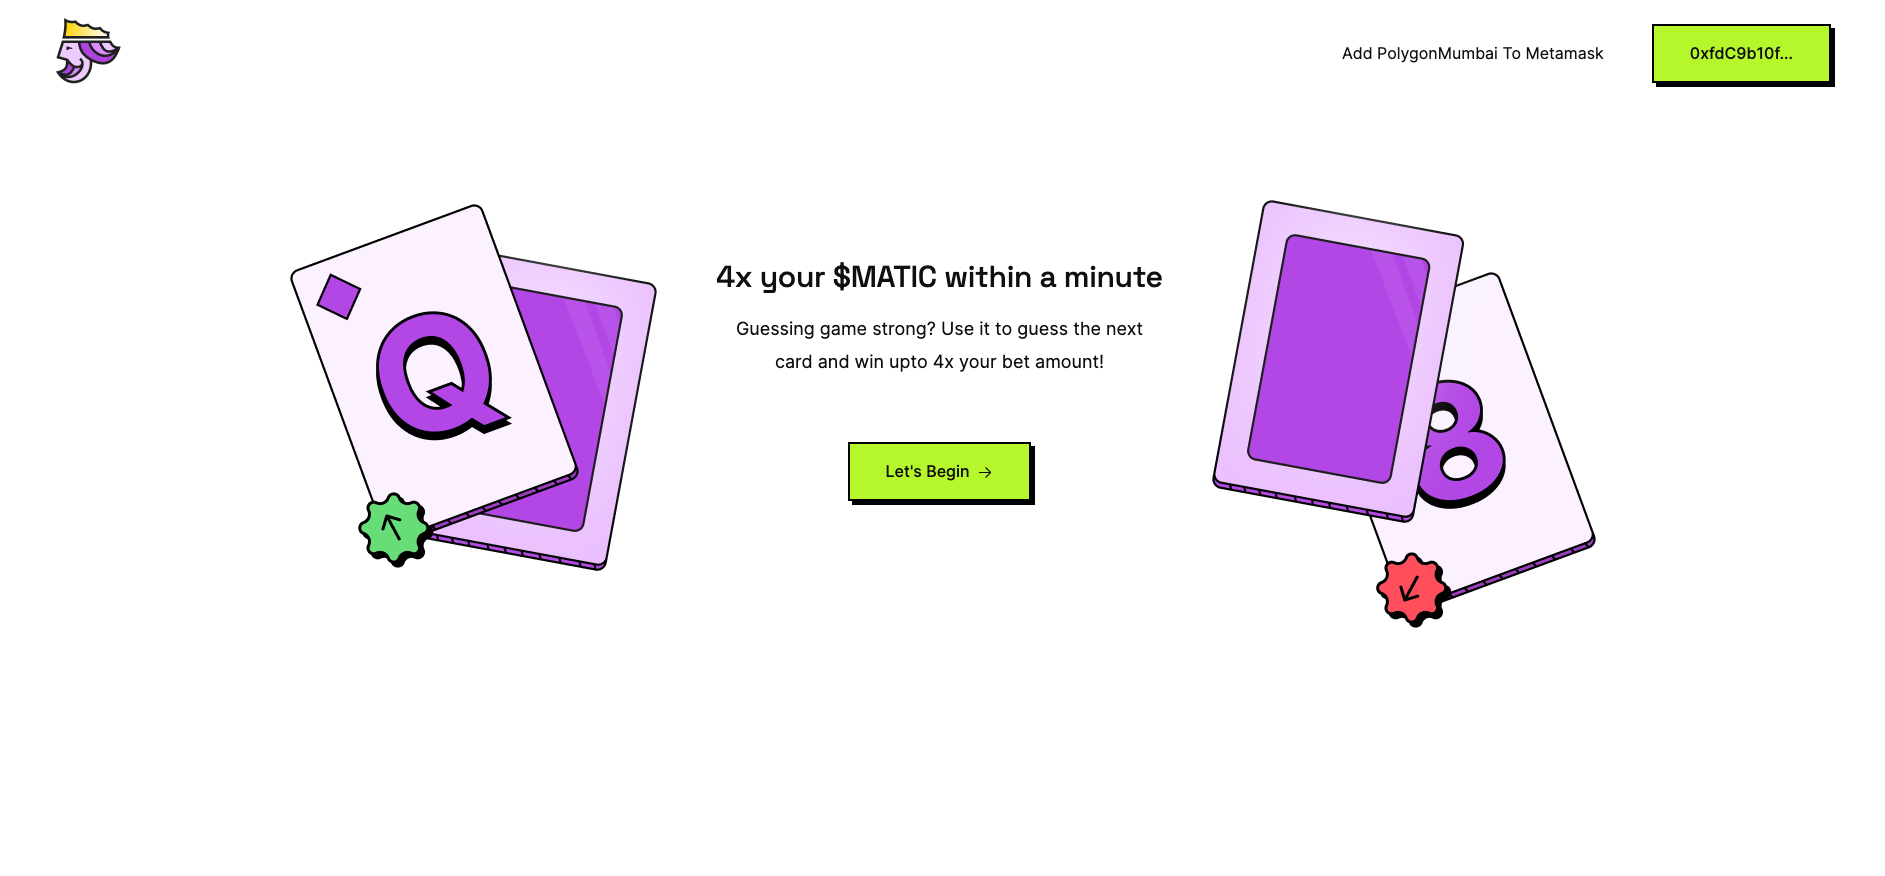 Add PolygonMumbai To Metamask
0xfdC9b10f...
4x your $MATIC within a minute
Guessing game strong? Use it to guess the next
card and win upto 4x your bet amount!
Let's Begin →
Q
8